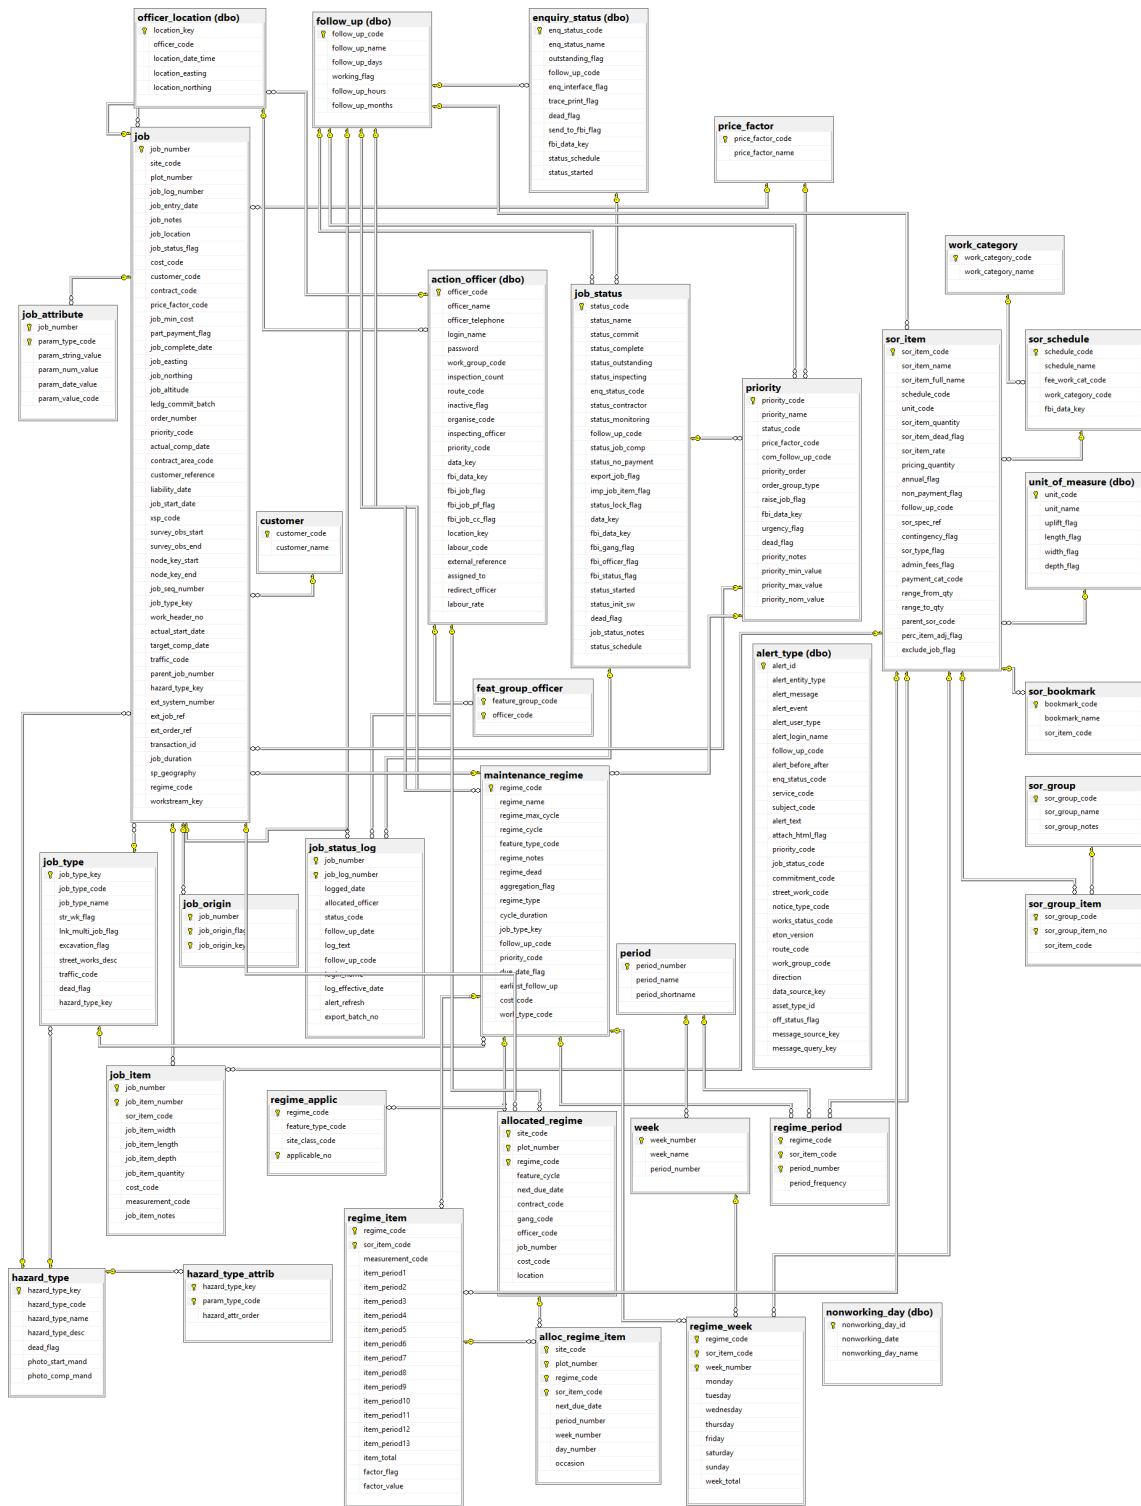 officer_location (dbo)
location_key
officer_code
location_date_time
location_easting
location_northing
follow_up (dbo)
follow_up_code
follow_up_name
follow_up_days
working_flag
follow_up_hours
follow_up_months
enquiry_status (dbo)
enq_status_code
enq_status_name
outstanding_flag
follow_up_code
enq_interface_flag
trace_print_flag
dead_flag
send_to_fbi_flag
fbi_data_key
status_schedule
status_started
price_factor
price_factor_code
price_factor_name
job
job_number
site_code
plot_number
job_log_number
job_entry_date
job_notes
job_location
job_status_flag
cost_code
customer_code
contract_code
price_factor_code
job_min_cost
part_payment_flag
job_complete_date
job_easting
job_northing
job_altitude
ledg_commit_batch
order_number
priority_code
actual_comp_date
contract_area_code
customer_reference
liability_date
job_start_date
xsp_code
survey_obs_start
survey_obs_end
node_key_start
node_key_end
job_seq_number
job_type_key
work_header_no
actual_start_date
target_comp_date
traffic_code
parent_job_number
hazard_type_key
ext_system_number
ext_job_ref
ext_order_ref
transaction_id
job_duration
sp_geography
regime_code
workstream_key
work_category
work_category_code
work_category_name
action_officer (dbo)
officer_code
officer_name
officer_telephone
login_name
password
work_group_code
inspection_count
route_code
inactive_flag
organise_code
inspecting_officer
priority_code
data_key
fbi_data_key
fbi_job_flag
fbi_job_pf_flag
fbi_job_cc_flag
location_key
labour_code
external_reference
assigned_to
redirect_officer
labour_rate
job_status
status_code
status_name
status_commit
status_complete
status_outstanding
status_inspecting
enq_status_code
status_contractor
status_monitoring
follow_up_code
status_job_comp
status_no_payment
export_job_flag
imp_job_item_flag
status_lock_flag
data_key
fbi_data_key
fbi_gang_flag
fbi_officer_flag
fbi_status_flag
status_started
status_init_sw
dead_flag
job_status_notes
status_schedule
job_attribute
job_number
param_type_code
param_string_value
param_num_value
param_date_value
param_value_code
sor_item
sor_item_code
sor_item_name
sor_item_full_name
schedule_code
unit_code
sor_item_quantity
sor_item_dead_flag
sor_item_rate
pricing_quantity
annual_flag
non_payment_flag
follow_up_code
sor_spec_ref
contingency_flag
sor_type_flag
admin_fees_flag
payment_cat_code
range_from_qty
range_to_qty
parent_sor_code
perc_item_adj_flag
exclude_job_flag
sor_schedule
schedule_code
schedule_name
fee_work_cat_code
work_category_code
fbi_data_key
priority
priority_code
priority_name
status_code
price_factor_code
com_follow_up_code
priority_order
order_group_type
raise_job_flag
fbi_data_key
urgency_flag
dead_flag
priority_notes
priority_min_value
priority_max_value
priority_nom_value
unit_of_measure (dbo)
unit_code
unit_name
uplift_flag
length_flag
width_flag
depth_flag
customer
customer_code
customer_name
alert_type (dbo)
alert_id
alert_entity_type
alert_message
alert_event
alert_user_type
alert_login_name
follow_up_code
alert_before_after
enq_status_code
service_code
subject_code
alert_text
attach_html_flag
priority_code
job_status_code
commitment_code
street_work_code
notice_type_code
works_status_code
eton_version
route_code
work_group_code
direction
data_source_key
asset_type_id
off_status_flag
message_source_key
message_query_key
feat_group_officer
feature_group_code
officer_code
sor_bookmark
bookmark_code
bookmark_name
sor_item_code
maintenance_regime
regime_code
regime_name
regime_max_cycle
regime_cycle
feature_type_code
regime_notes
regime_dead
aggregation_flag
regime_type
cycle_duration
job_type_key
follow_up_code
priority_code
due_date_flag
earliest_follow_up
cost_code
work_type_code
sor_group
sor_group_code
sor_group_name
sor_group_notes
job_status_log
job_number
job_log_number
logged_date
allocated_officer
status_code
follow_up_date
log_text
follow_up_code
login_name
log_effective_date
alert_refresh
export_batch_no
job_type
job_type_key
job_type_code
job_type_name
str_wk_flag
lnk_multi_job_flag
excavation_flag
street_works_desc
traffic_code
dead_flag
hazard_type_key
job_origin
job_number
job_origin_flag
job_origin_key
sor_group_item
sor_group_code
sor_group_item_no
sor_item_code
period
period_number
period_name
period_shortname
job_item
job_number
job_item_number
sor_item_code
job_item_width
job_item_length
job_item_depth
job_item_quantity
cost_code
measurement_code
job_item_notes
regime_applic
regime_code
feature_type_code
site_class_code
applicable_no
allocated_regime
site_code
plot_number
regime_code
feature_cycle
next_due_date
contract_code
gang_code
officer_code
job_number
cost_code
location
week
week_number
week_name
period_number
regime_period
regime_code
sor_item_code
period_number
period_frequency
regime_item
regime_code
sor_item_code
measurement_code
item_period1
item_period2
item_period3
item_period4
item_period5
item_period6
item_period7
item_period8
item_period9
item_period10
item_period11
item_period12
item_period13
item_total
factor_flag
factor_value
hazard_type
hazard_type_key
hazard_type_code
hazard_type_name
hazard_type_desc
dead_flag
photo_start_mand
photo_comp_mand
hazard_type_attrib
hazard_type_key
param_type_code
hazard_attr_order
alloc_regime_item
site_code
plot_number
regime_code
sor_item_code
next_due_date
period_number
week_number
day_number
occasion
regime_week
regime_code
sor_item_code
week_number
monday
tuesday
wednesday
thursday
friday
saturday
sunday
week_total
nonworking_day (dbo)
nonworking_day_id
nonworking_date
nonworking_day_name